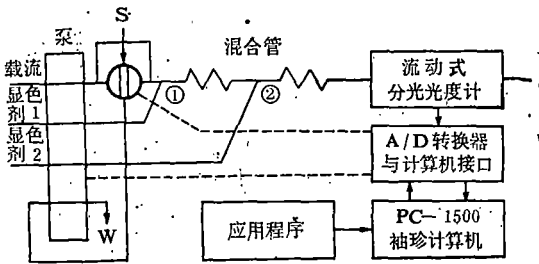 S
泵
混合管
载流
①
②
显色
剂1
显色
剂2
流动式
分光光度计
A/D转换器
与计算机接口
W
应用程序
PC-1500
袖珍计算机